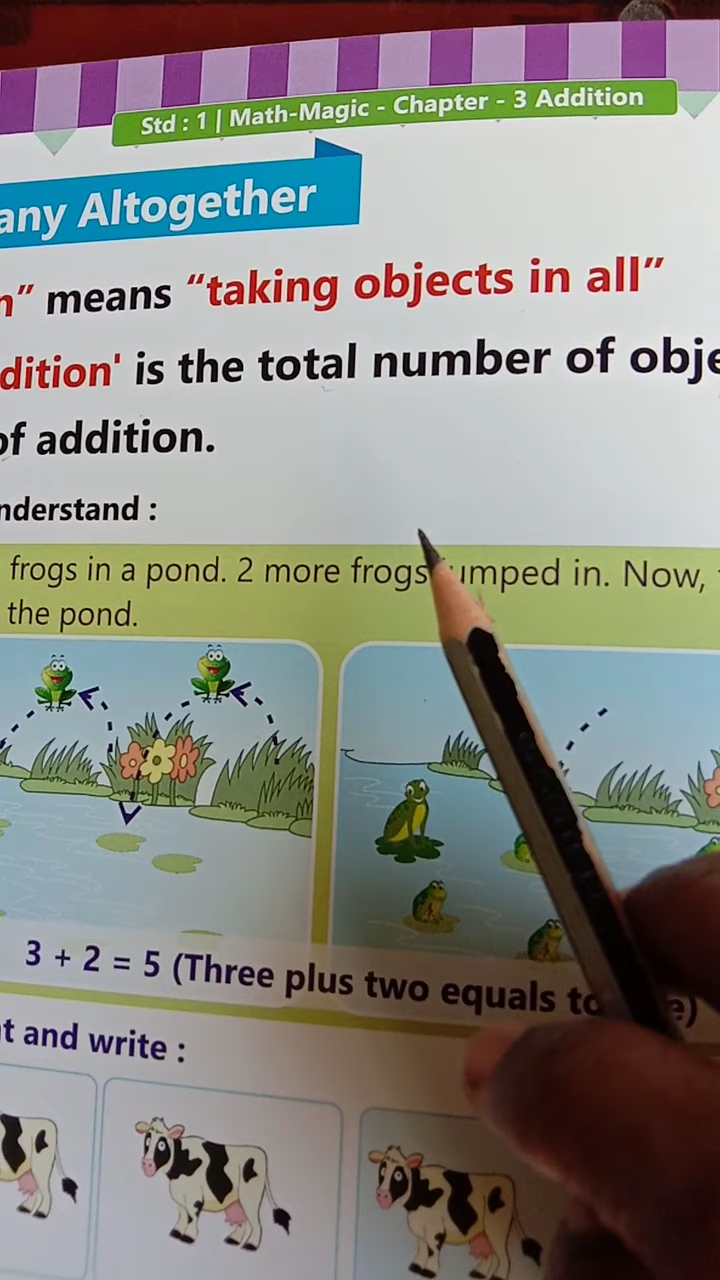 Std : 1 | Math-Magic - Chapter - 3 Addition
any Altogether
n” means “taking objects in all”
dition' is the total number of obje
of addition.
nderstand :
frogs in a pond. 2 more frogs umped in. Now,
the pond.
3 + 2 = 5 (Three plus two equals to e)
t and write :